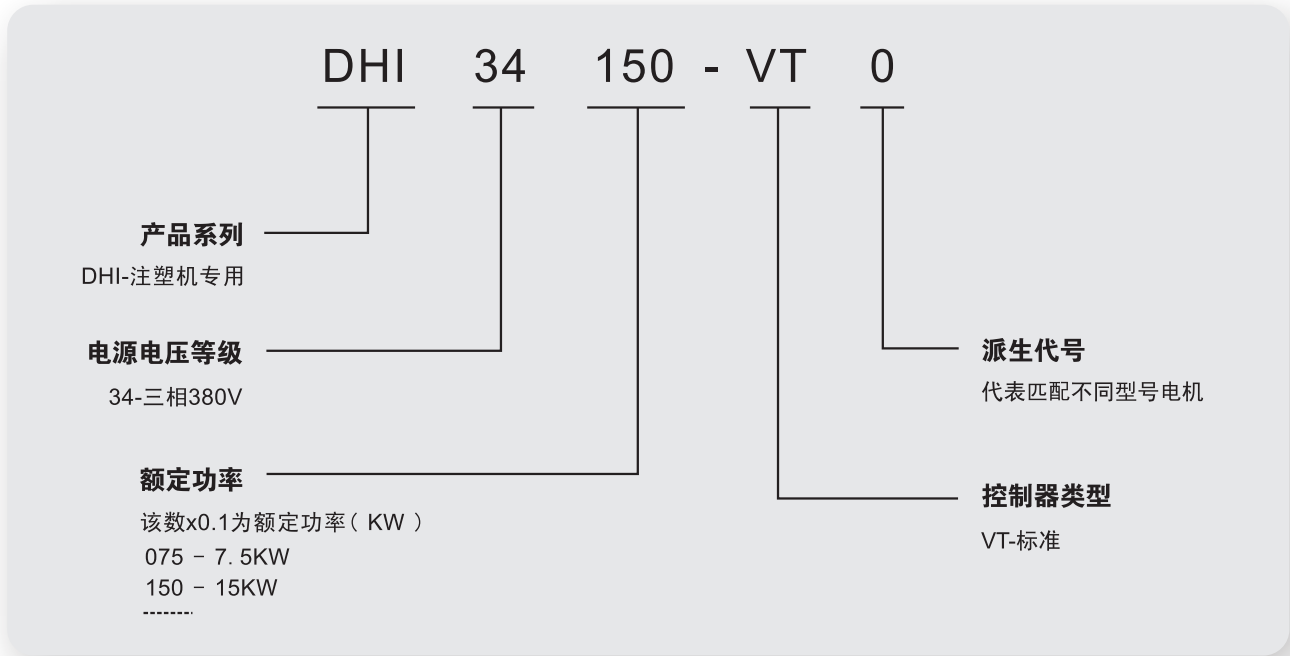 DHI 34 150 - VT 0
产品系列
DHI-注塑机专用
电源电压等级
34-三相380V
额定功率
该数x0.1为额定功率( KW )
075 - 7.5KW
150 - 15KW
派生代号
代表匹配不同型号电机
控制器类型
VT-标准